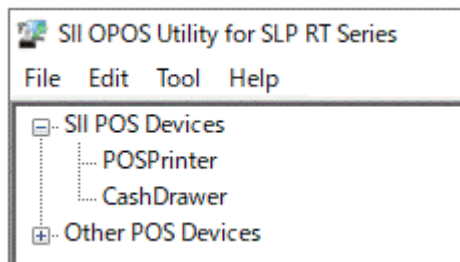 SII OPOS Utility for SLP RT Series
File Edit Tool Help
SII POS Devices
POSPrinter
CashDrawer
Other POS Devices